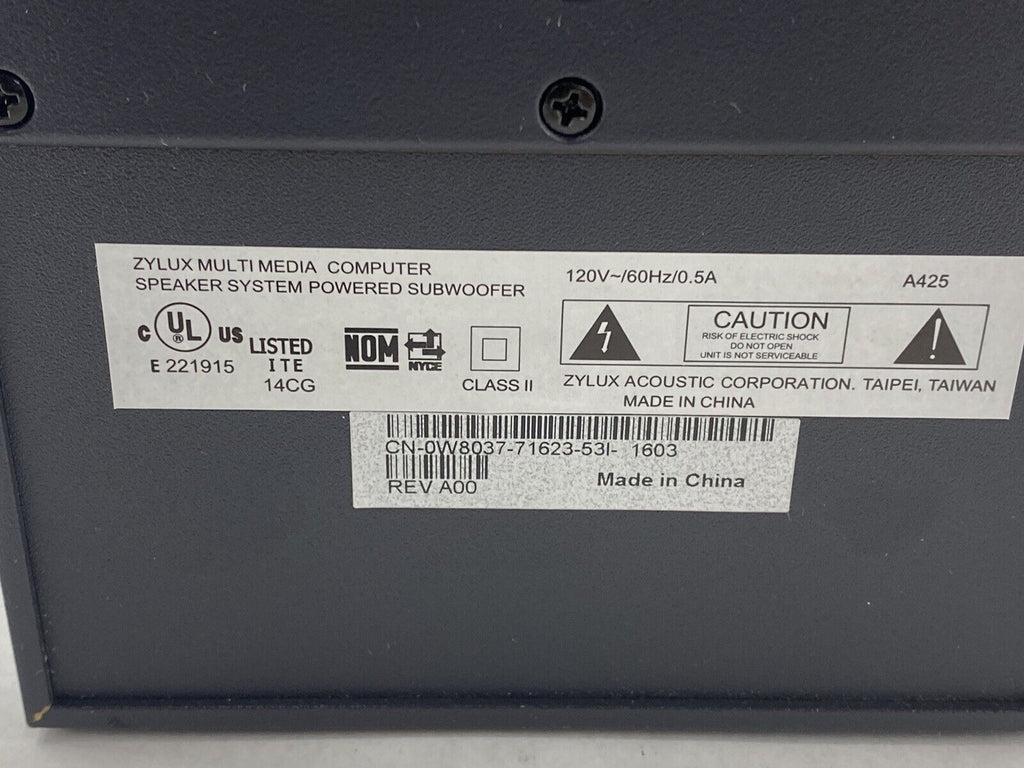 ZYLUX MULTI MEDIA COMPUTER
SPEAKER SYSTEM POWERED SUBWOOFER
120V~/60Hz/0.5A
A425
C UL ® US
LISTED
E 221915
I T E
14CG
NOM
NYCE
CLASS II
CAUTION
RISK OF ELECTRIC SHOCK
DO NOT OPEN
UNIT IS NOT SERVICEABLE
ZYLUX ACOUSTIC CORPORATION. TAIPEI, TAIWAN
MADE IN CHINA
CN-0W8037-71623-53I- 1603
REV A00
Made in China